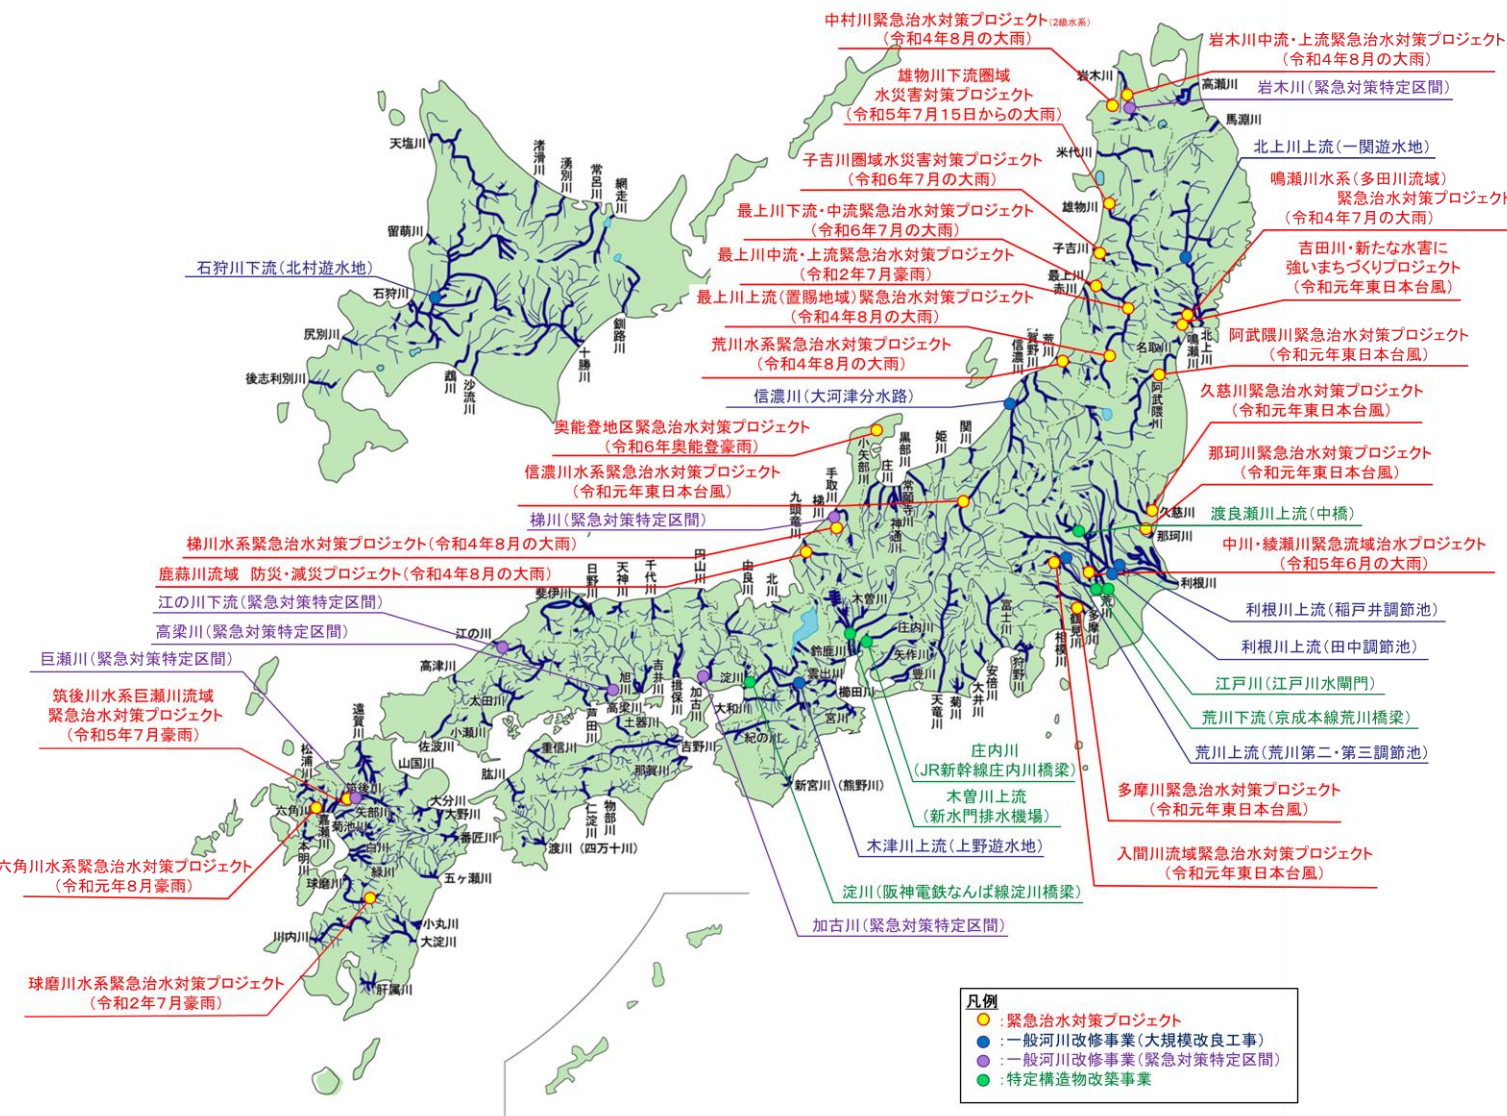 中村川緊急治水対策プロジェクト(2級水系)
(令和4年8月の大雨)
岩木川中流・上流緊急治水対策プロジェクト
(令和4年8月の大雨)
岩木川(緊急対策特定区間)
雄物川下流圏域
水災害対策プロジェクト
(令和5年7月15日からの大雨)
北上川上流(一関遊水地)
子吉川圏域水災害対策プロジェクト
(令和6年7月の大雨)
鳴瀬川水系(多田川流域)
緊急治水対策プロジェクト
(令和4年7月の大雨)
最上川下流・中流緊急治水対策プロジェクト
(令和6年7月の大雨)
吉田川・新たな水害に
強いまちづくりプロジェクト
(令和元年東日本台風)
最上川中流・上流緊急治水対策プロジェクト
(令和2年7月豪雨)
最上川上流(置賜地域)緊急治水対策プロジェクト
(令和4年8月の大雨)
荒川水系緊急治水対策プロジェクト
(令和4年8月の大雨)
阿武隈川緊急治水対策プロジェクト
(令和元年東日本台風)
石狩川下流(北村遊水地)
信濃川(大河津分水路)
久慈川緊急治水対策プロジェクト
(令和元年東日本台風)
奥能登地区緊急治水対策プロジェクト
(令和6年奥能登豪雨)
那珂川緊急治水対策プロジェクト
(令和元年東日本台風)
信濃川水系緊急治水対策プロジェクト
(令和元年東日本台風)
梯川(緊急対策特定区間)
渡良瀬川上流(中橋)
梯川水系緊急治水対策プロジェクト(令和4年8月の大雨)
中川・綾瀬川緊急流域治水プロジェクト
(令和5年6月の大雨)
鹿蒜川流域 防災・減災プロジェクト(令和4年8月の大雨)
江の川下流(緊急対策特定区間)
利根川上流(稲戸井調節池)
高梁川(緊急対策特定区間)
利根川上流(田中調節池)
巨瀬川(緊急対策特定区間)
江戸川(江戸川水閘門)
筑後川水系巨瀬川流域
緊急治水対策プロジェクト
(令和5年7月豪雨)
荒川下流(京成本線荒川橋梁)
荒川上流(荒川第二・第三調節池)
庄内川
(JR新幹線庄内川橋梁)
多摩川緊急治水対策プロジェクト
(令和元年東日本台風)
木曽川上流
(新水門排水機場)
木津川上流(上野遊水地)
入間川流域緊急治水対策プロジェクト
(令和元年東日本台風)
六角川水系緊急治水対策プロジェクト
(令和元年8月豪雨)
淀川(阪神電鉄なんば線淀川橋梁)
加古川(緊急対策特定区間)
球磨川水系緊急治水対策プロジェクト
(令和2年7月豪雨)
天塩川
渚滑川
湧別川
常呂川
網走川
留萌川
石狩川
尻別川
後志利別川
鵡川
沙流川
十勝川
釧路川
岩木川
高瀬川
馬淵川
米代川
雄物川
子吉川
最上川
赤川
北上川
鳴瀬川
名取川
阿武隈川
荒川
賀野川
信濃
関川
姫川
黒部川
常願寺川
神通川
庄川
小矢部川
手取川
梯川
九頭竜川
久慈川
那珂川
利根川
荒川
多摩川
鶴見川
相模川
富士川
狩野川
安倍川
大井川
菊川
天竜川
豊川
矢作川
庄内川
木曽川
鈴鹿川
雲出川
櫛田川
宮川
新宮川(熊野川)
紀の川
大和川
淀川
北川
由良川
円山川
加古川
揖保川
千代川
天神川
日野川
斐伊川
江の川
高津川
吉井川
旭川
高梁川
芦田川
太田川
小瀬川
佐波川
土器川
重信川
吉野川
那賀川
肱川
物部川
仁淀川
渡川(四万十川)
遠賀川
山国川
松浦川
筑後川
六角川
嘉瀬川
矢部川
菊池川
本明川
白川
緑川
大分川
大野川
番匠川
五ヶ瀬川
球磨川
川内川
小丸川
大淀川
肝属川
凡例
:緊急治水対策プロジェクト
:一般河川改修事業(大規模改良工事)
:一般河川改修事業(緊急対策特定区間)
:特定構造物改築事業